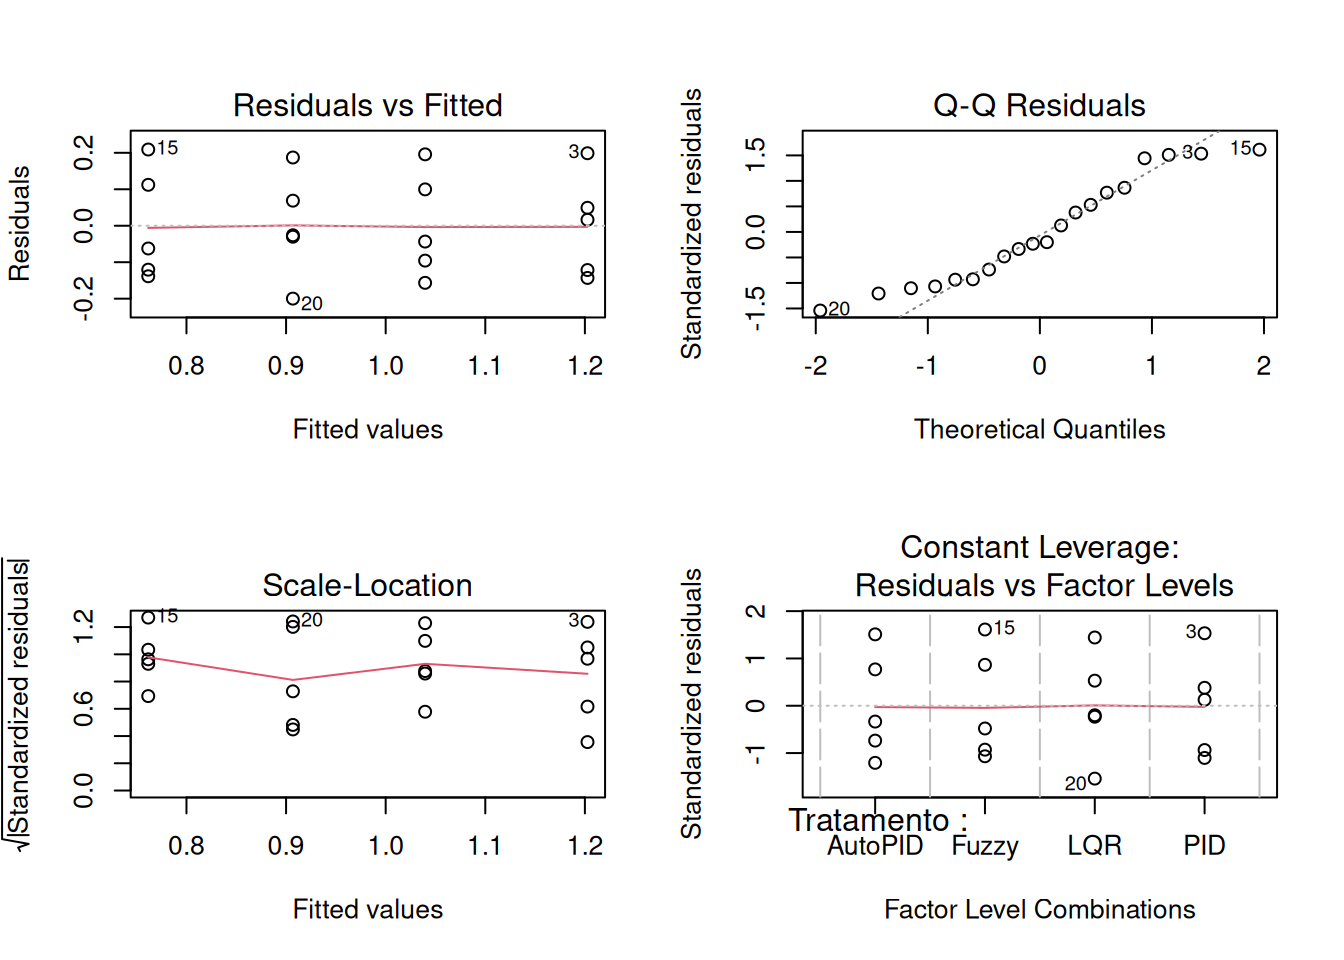 Residuals vs Fitted
Residuals
0.2
0.0
-0.2
15
3
20
0.8 0.9 1.0 1.1 1.2
Fitted values
Q-Q Residuals
Standardized residuals
1.5
0.0
-1.5
3
15
20
-2 -1 0 1 2
Theoretical Quantiles
Scale-Location
√|Standardized residuals|
1.2
0.6
0.0
15
20
3
0.8 0.9 1.0 1.1 1.2
Fitted values
Constant Leverage:
Residuals vs Factor Levels
Standardized residuals
2
1
0
-1
15
3
20
Tratamento :
AutoPID Fuzzy LQR PID
Factor Level Combinations